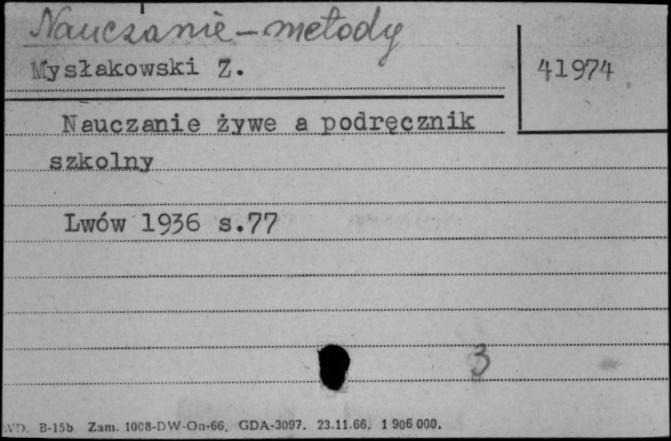 Nauczanie - metody
Mysłakowski Z.
41974
Nauczanie żywe a podręcznik
szkolny
Lwów 1936 s.77
3
B-15b Zam. 1008-DW-On-66. GDA-3097. 23.11.66. 1 906 000.